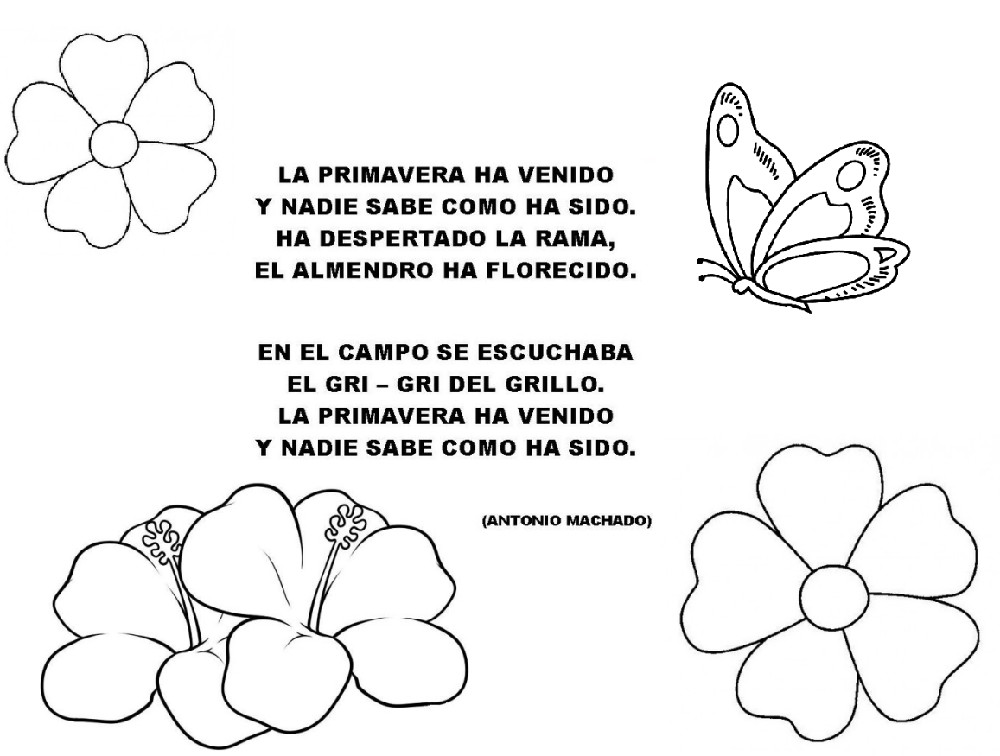 LA PRIMAVERA HA VENIDO
Y NADIE SABE COMO HA SIDO.
HA DESPERTADO LA RAMA,
EL ALMENDRO HA FLORECIDO.
EN EL CAMPO SE ESCUCHABA
EL GRI – GRI DEL GRILLO.
LA PRIMAVERA HA VENIDO
Y NADIE SABE COMO HA SIDO.
(ANTONIO MACHADO)